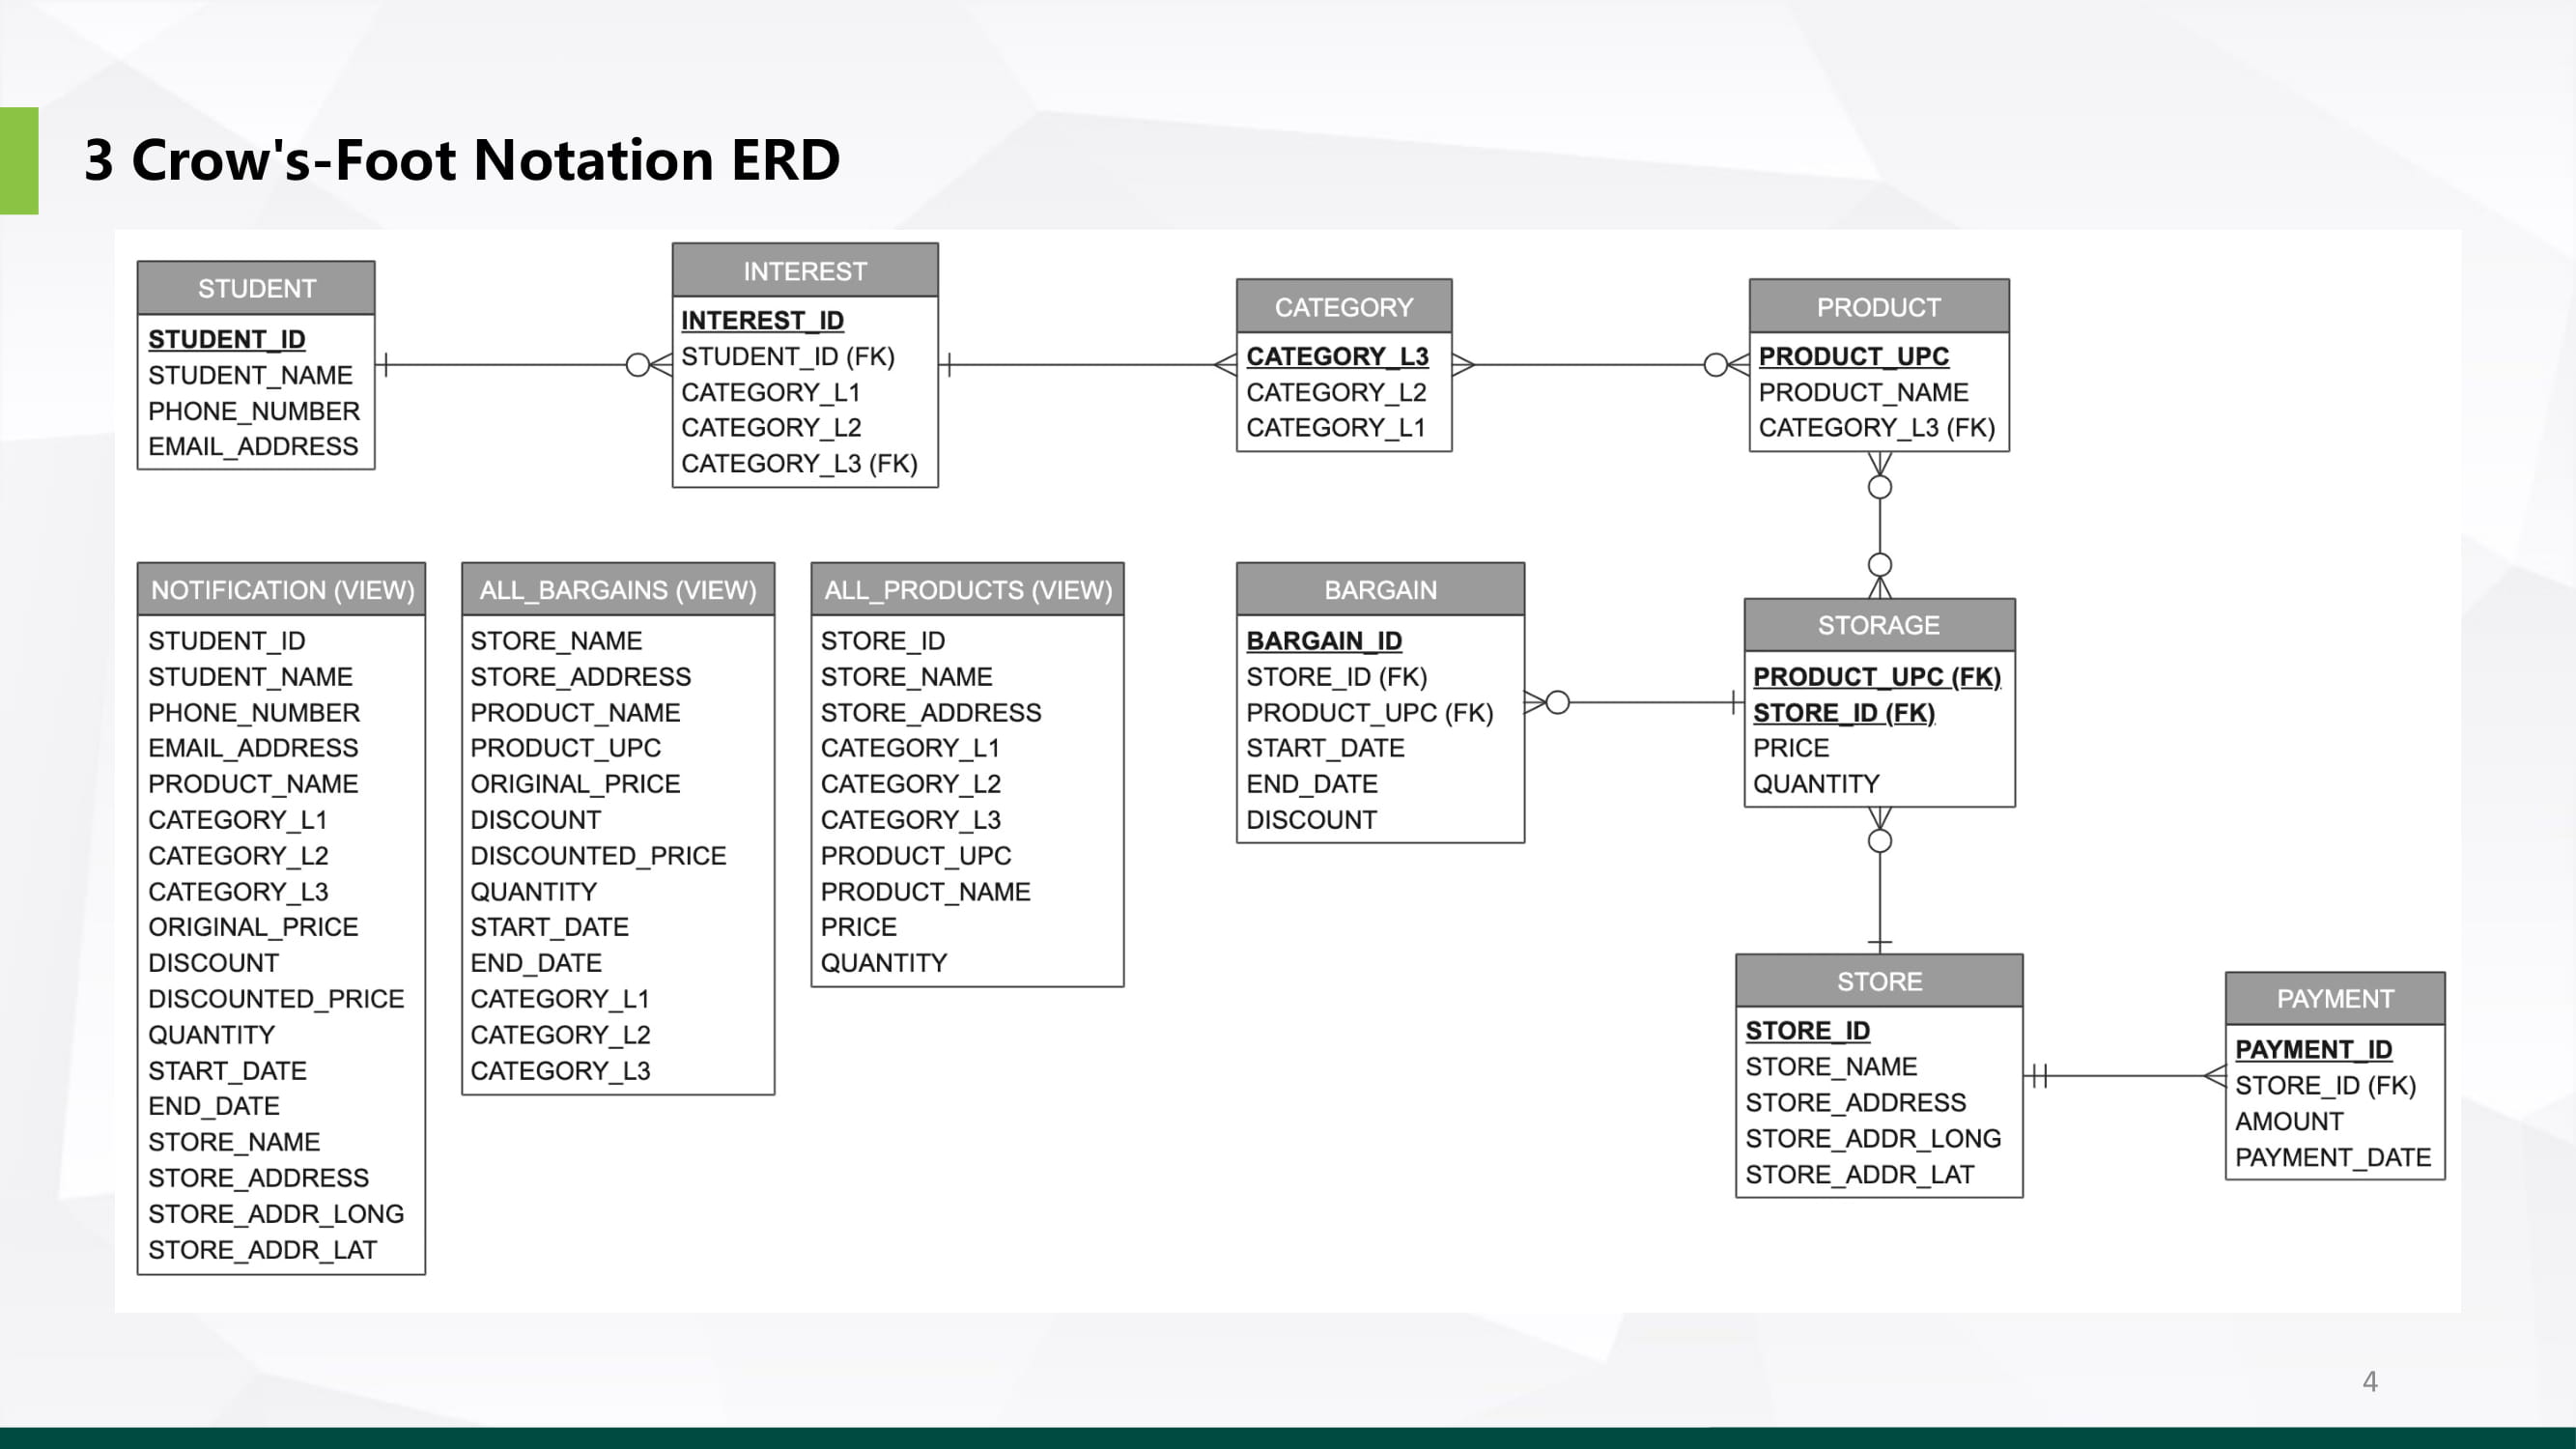 3 Crow's-Foot Notation ERD
STUDENT
STUDENT_ID
STUDENT_NAME
PHONE_NUMBER
EMAIL_ADDRESS
INTEREST
INTEREST_ID
STUDENT_ID (FK)
CATEGORY_L1
CATEGORY_L2
CATEGORY_L3 (FK)
CATEGORY
CATEGORY_L3
CATEGORY_L2
CATEGORY_L1
PRODUCT
PRODUCT_UPC
PRODUCT_NAME
CATEGORY_L3 (FK)
NOTIFICATION (VIEW)
STUDENT_ID
STUDENT_NAME
PHONE_NUMBER
EMAIL_ADDRESS
PRODUCT_NAME
CATEGORY_L1
CATEGORY_L2
CATEGORY_L3
ORIGINAL_PRICE
DISCOUNT
DISCOUNTED_PRICE
QUANTITY
START_DATE
END_DATE
STORE_NAME
STORE_ADDRESS
STORE_ADDR_LONG
STORE_ADDR_LAT
ALL_BARGAINS (VIEW)
STORE_NAME
STORE_ADDRESS
PRODUCT_NAME
PRODUCT_UPC
ORIGINAL_PRICE
DISCOUNT
DISCOUNTED_PRICE
QUANTITY
START_DATE
END_DATE
CATEGORY_L1
CATEGORY_L2
CATEGORY_L3
ALL_PRODUCTS (VIEW)
STORE_ID
STORE_NAME
STORE_ADDRESS
CATEGORY_L1
CATEGORY_L2
CATEGORY_L3
PRODUCT_UPC
PRODUCT_NAME
PRICE
QUANTITY
BARGAIN
BARGAIN_ID
STORE_ID (FK)
PRODUCT_UPC (FK)
START_DATE
END_DATE
DISCOUNT
STORAGE
PRODUCT_UPC (FK)
STORE_ID (FK)
PRICE
QUANTITY
STORE
STORE_ID
STORE_NAME
STORE_ADDRESS
STORE_ADDR_LONG
STORE_ADDR_LAT
PAYMENT
PAYMENT_ID
STORE_ID (FK)
AMOUNT
PAYMENT_DATE
4